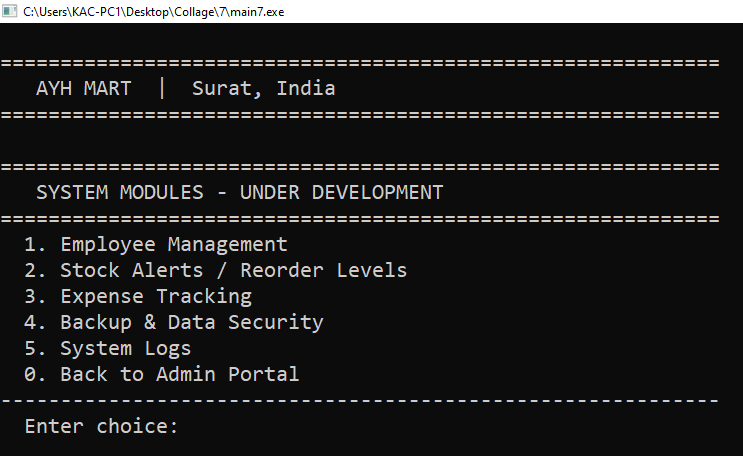 C:\Users\KAC-PC1\Desktop\Collage\7\main7.exe
============================================================
AYH MART | Surat, India
============================================================
============================================================
SYSTEM MODULES - UNDER DEVELOPMENT
============================================================
1. Employee Management
2. Stock Alerts / Reorder Levels
3. Expense Tracking
4. Backup & Data Security
5. System Logs
0. Back to Admin Portal
------------------------------------------------------------
Enter choice: